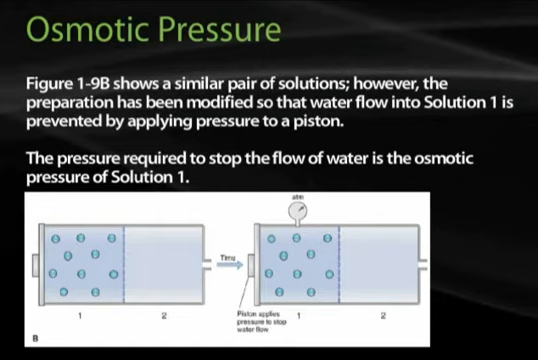 Osmotic Pressure
Figure 1-9B shows a similar pair of solutions; however, the
preparation has been modified so that water flow into Solution 1 is
prevented by applying pressure to a piston.
The pressure required to stop the flow of water is the osmotic
pressure of Solution 1.
atm
Time
1
2
Piston applies
pressure to stop
water flow
1
2
B